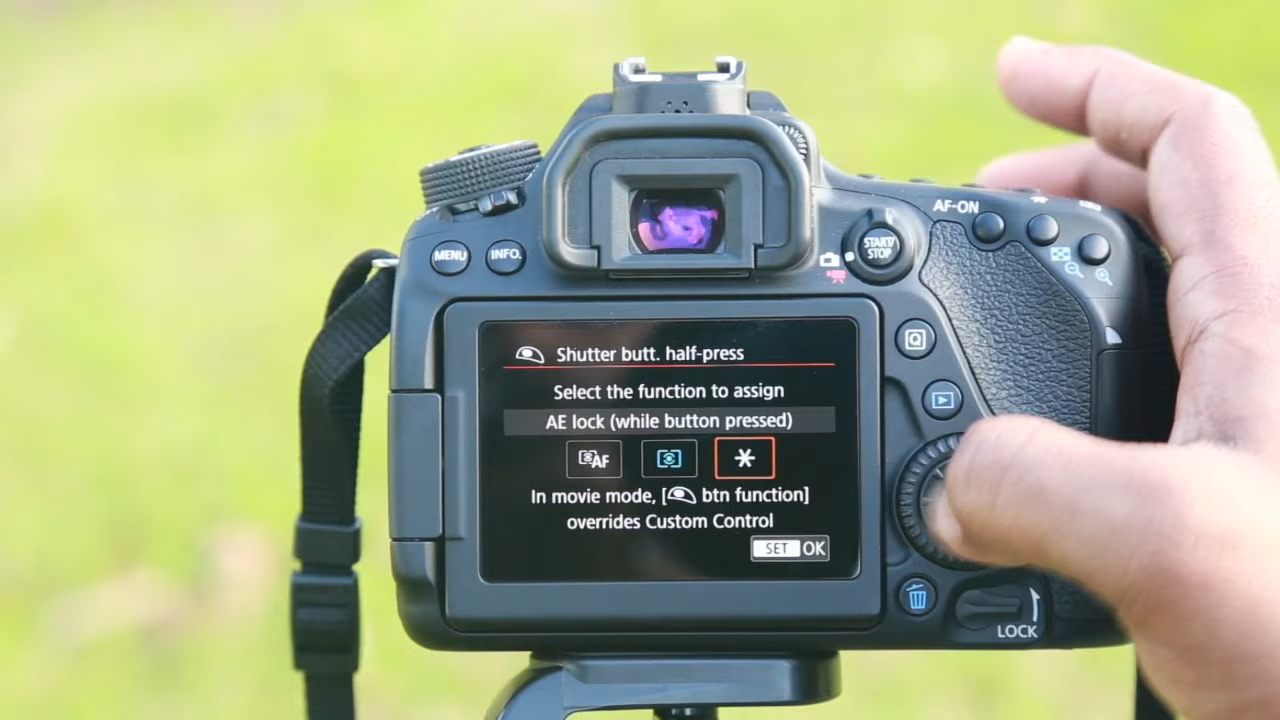 AF-ON
MENU
INFO.
START/
STOP
Q
Shutter butt. half-press
Select the function to assign
AE lock (while button pressed)
AF
In movie mode, [ btn function]
overrides Custom Control
SET OK
LOCK